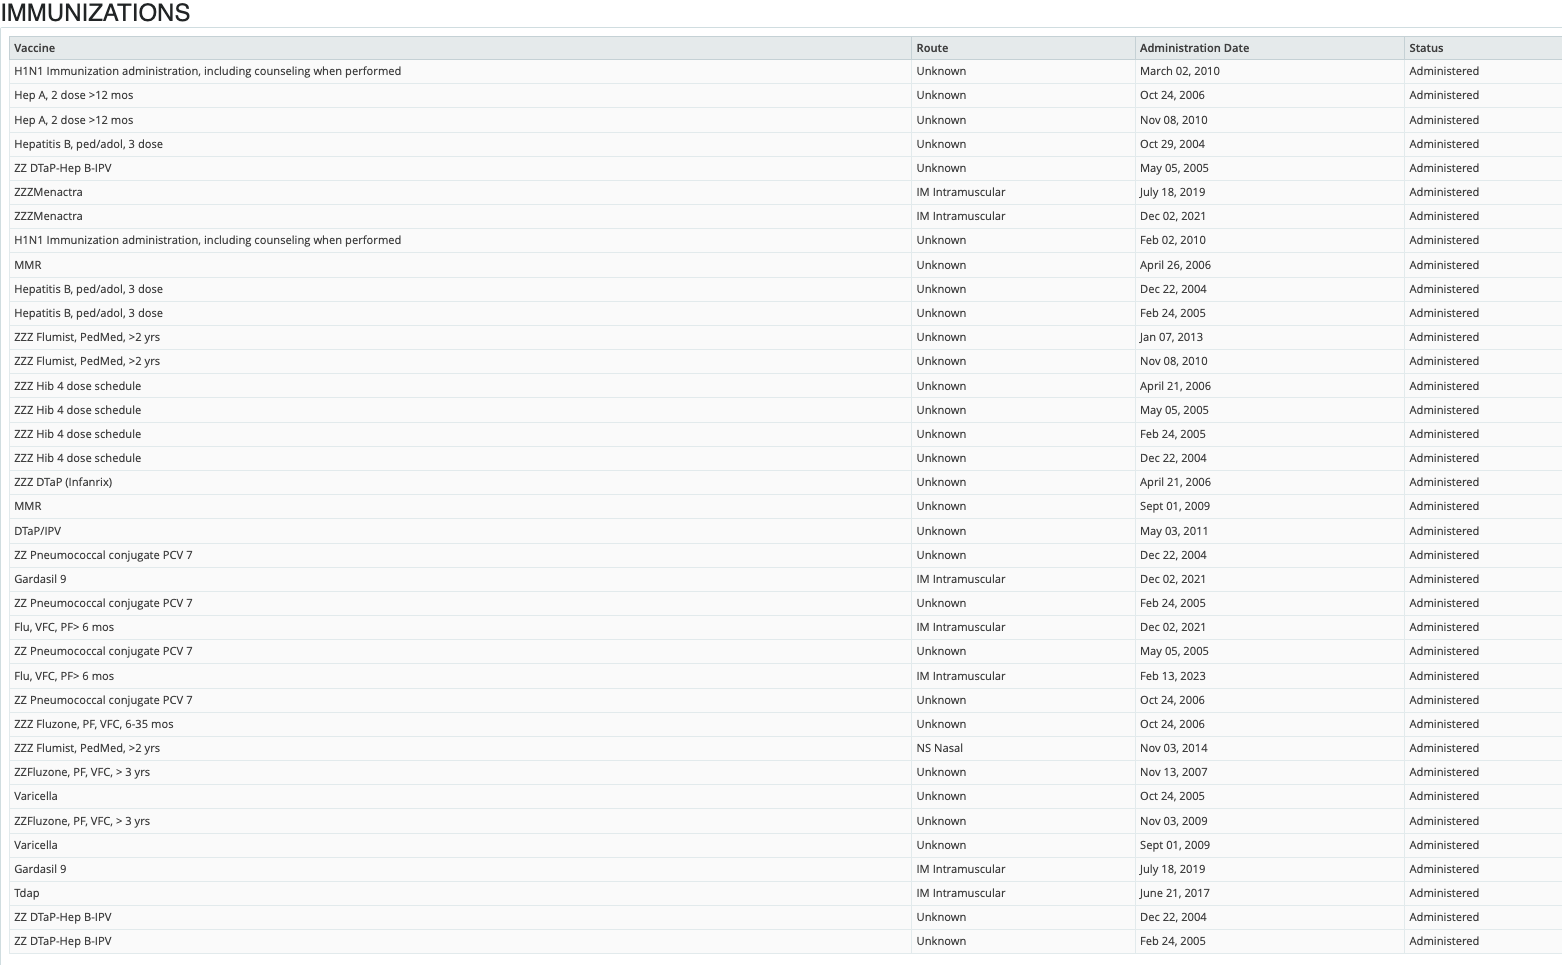 IMMUNIZATIONS
Vaccine Route Administration Date Status
H1N1 Immunization administration, including counseling when performed Unknown March 02, 2010 Administered
Hep A, 2 dose >12 mos Unknown Oct 24, 2006 Administered
Hep A, 2 dose >12 mos Unknown Nov 08, 2010 Administered
Hepatitis B, ped/adol, 3 dose Unknown Oct 29, 2004 Administered
ZZ DTaP-Hep B-IPV Unknown May 05, 2005 Administered
ZZZMenactra IM Intramuscular July 18, 2019 Administered
ZZZMenactra IM Intramuscular Dec 02, 2021 Administered
H1N1 Immunization administration, including counseling when performed Unknown Feb 02, 2010 Administered
MMR Unknown April 26, 2006 Administered
Hepatitis B, ped/adol, 3 dose Unknown Dec 22, 2004 Administered
Hepatitis B, ped/adol, 3 dose Unknown Feb 24, 2005 Administered
ZZZ Flumist, PedMed, >2 yrs Unknown Jan 07, 2013 Administered
ZZZ Flumist, PedMed, >2 yrs Unknown Nov 08, 2010 Administered
ZZZ Hib 4 dose schedule Unknown April 21, 2006 Administered
ZZZ Hib 4 dose schedule Unknown May 05, 2005 Administered
ZZZ Hib 4 dose schedule Unknown Feb 24, 2005 Administered
ZZZ Hib 4 dose schedule Unknown Dec 22, 2004 Administered
ZZZ DTaP (Infanrix) Unknown April 21, 2006 Administered
MMR Unknown Sept 01, 2009 Administered
DTaP/IPV Unknown May 03, 2011 Administered
ZZ Pneumococcal conjugate PCV 7 Unknown Dec 22, 2004 Administered
Gardasil 9 IM Intramuscular Dec 02, 2021 Administered
ZZ Pneumococcal conjugate PCV 7 Unknown Feb 24, 2005 Administered
Flu, VFC, PF> 6 mos IM Intramuscular Dec 02, 2021 Administered
ZZ Pneumococcal conjugate PCV 7 Unknown May 05, 2005 Administered
Flu, VFC, PF> 6 mos IM Intramuscular Feb 13, 2023 Administered
ZZ Pneumococcal conjugate PCV 7 Unknown Oct 24, 2006 Administered
ZZZ Fluzone, PF, VFC, 6-35 mos Unknown Oct 24, 2006 Administered
ZZZ Flumist, PedMed, >2 yrs NS Nasal Nov 03, 2014 Administered
ZZFluzone, PF, VFC, > 3 yrs Unknown Nov 13, 2007 Administered
Varicella Unknown Oct 24, 2005 Administered
ZZFluzone, PF, VFC, > 3 yrs Unknown Nov 03, 2009 Administered
Varicella Unknown Sept 01, 2009 Administered
Gardasil 9 IM Intramuscular July 18, 2019 Administered
Tdap IM Intramuscular June 21, 2017 Administered
ZZ DTaP-Hep B-IPV Unknown Dec 22, 2004 Administered
ZZ DTaP-Hep B-IPV Unknown Feb 24, 2005 Administered